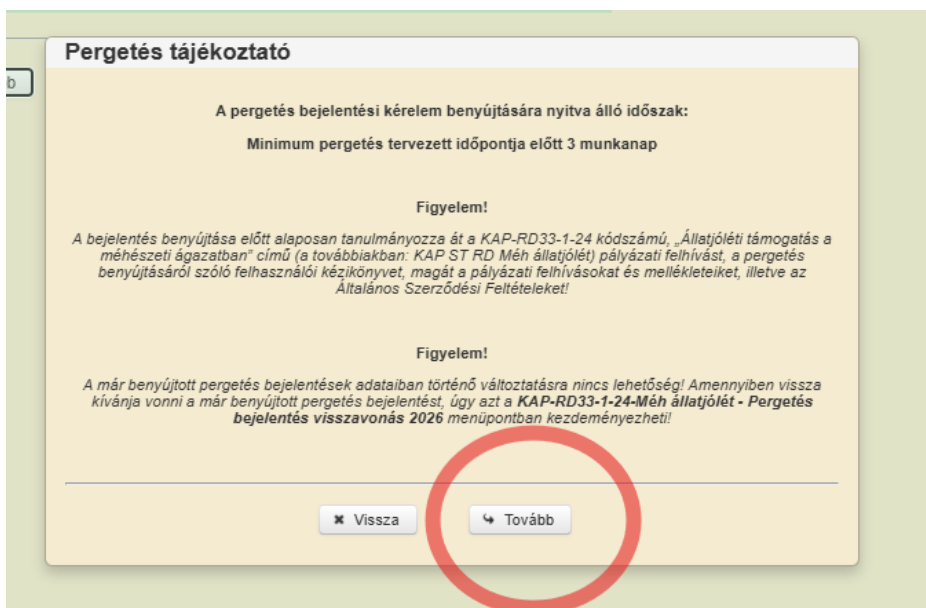 Pergetés tájékoztató
b
A pergetés bejelentési kérelem benyújtására nyitva álló időszak:
Minimum pergetés tervezett időpontja előtt 3 munkanap
Figyelem!
A bejelentés benyújtása előtt alaposan tanulmányozza át a KAP-RD33-1-24 kódszámú, „Állatjóléti támogatás a
méhészeti ágazatban” című (a továbbiakban: KAP ST RD Méh állatjólét) pályázati felhívást, a pergetés
benyújtásáról szóló felhasználói kézikönyvet, magát a pályázati felhívásokat és mellékleteiket, illetve az
Általános Szerződési Feltételeket!
Figyelem!
A már benyújtott pergetés bejelentések adataiban történő változtatásra nincs lehetőség! Amennyiben vissza
kívánja vonni a már benyújtott pergetés bejelentést, úgy azt a KAP-RD33-1-24-Méh állatjólét - Pergetés
bejelentés visszavonás 2026 menüpontban kezdeményezheti!
Vissza
Tovább